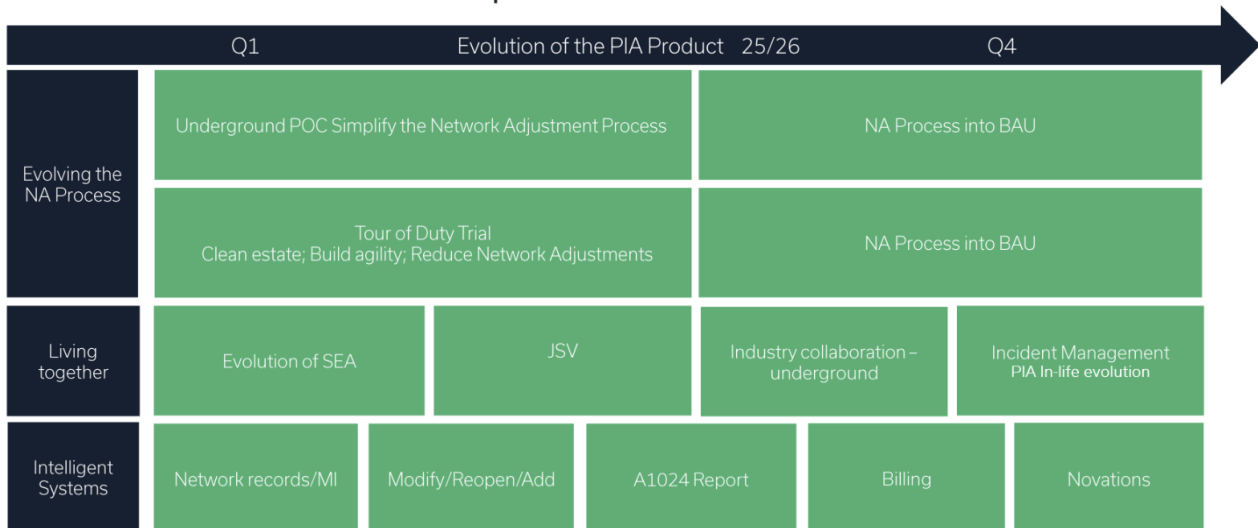 Q1
Evolution of the PIA Product 25/26
Q4
Evolving the
NA Process
Underground POC Simplify the Network Adjustment Process
NA Process into BAU
Tour of Duty Trial
Clean estate; Build agility; Reduce Network Adjustments
NA Process into BAU
Living
together
Evolution of SEA
JSV
Industry collaboration –
underground
Incident Management
PIA In-life evolution
Intelligent
Systems
Network records/MI
Modify/Reopen/Add
A1024 Report
Billing
Novations